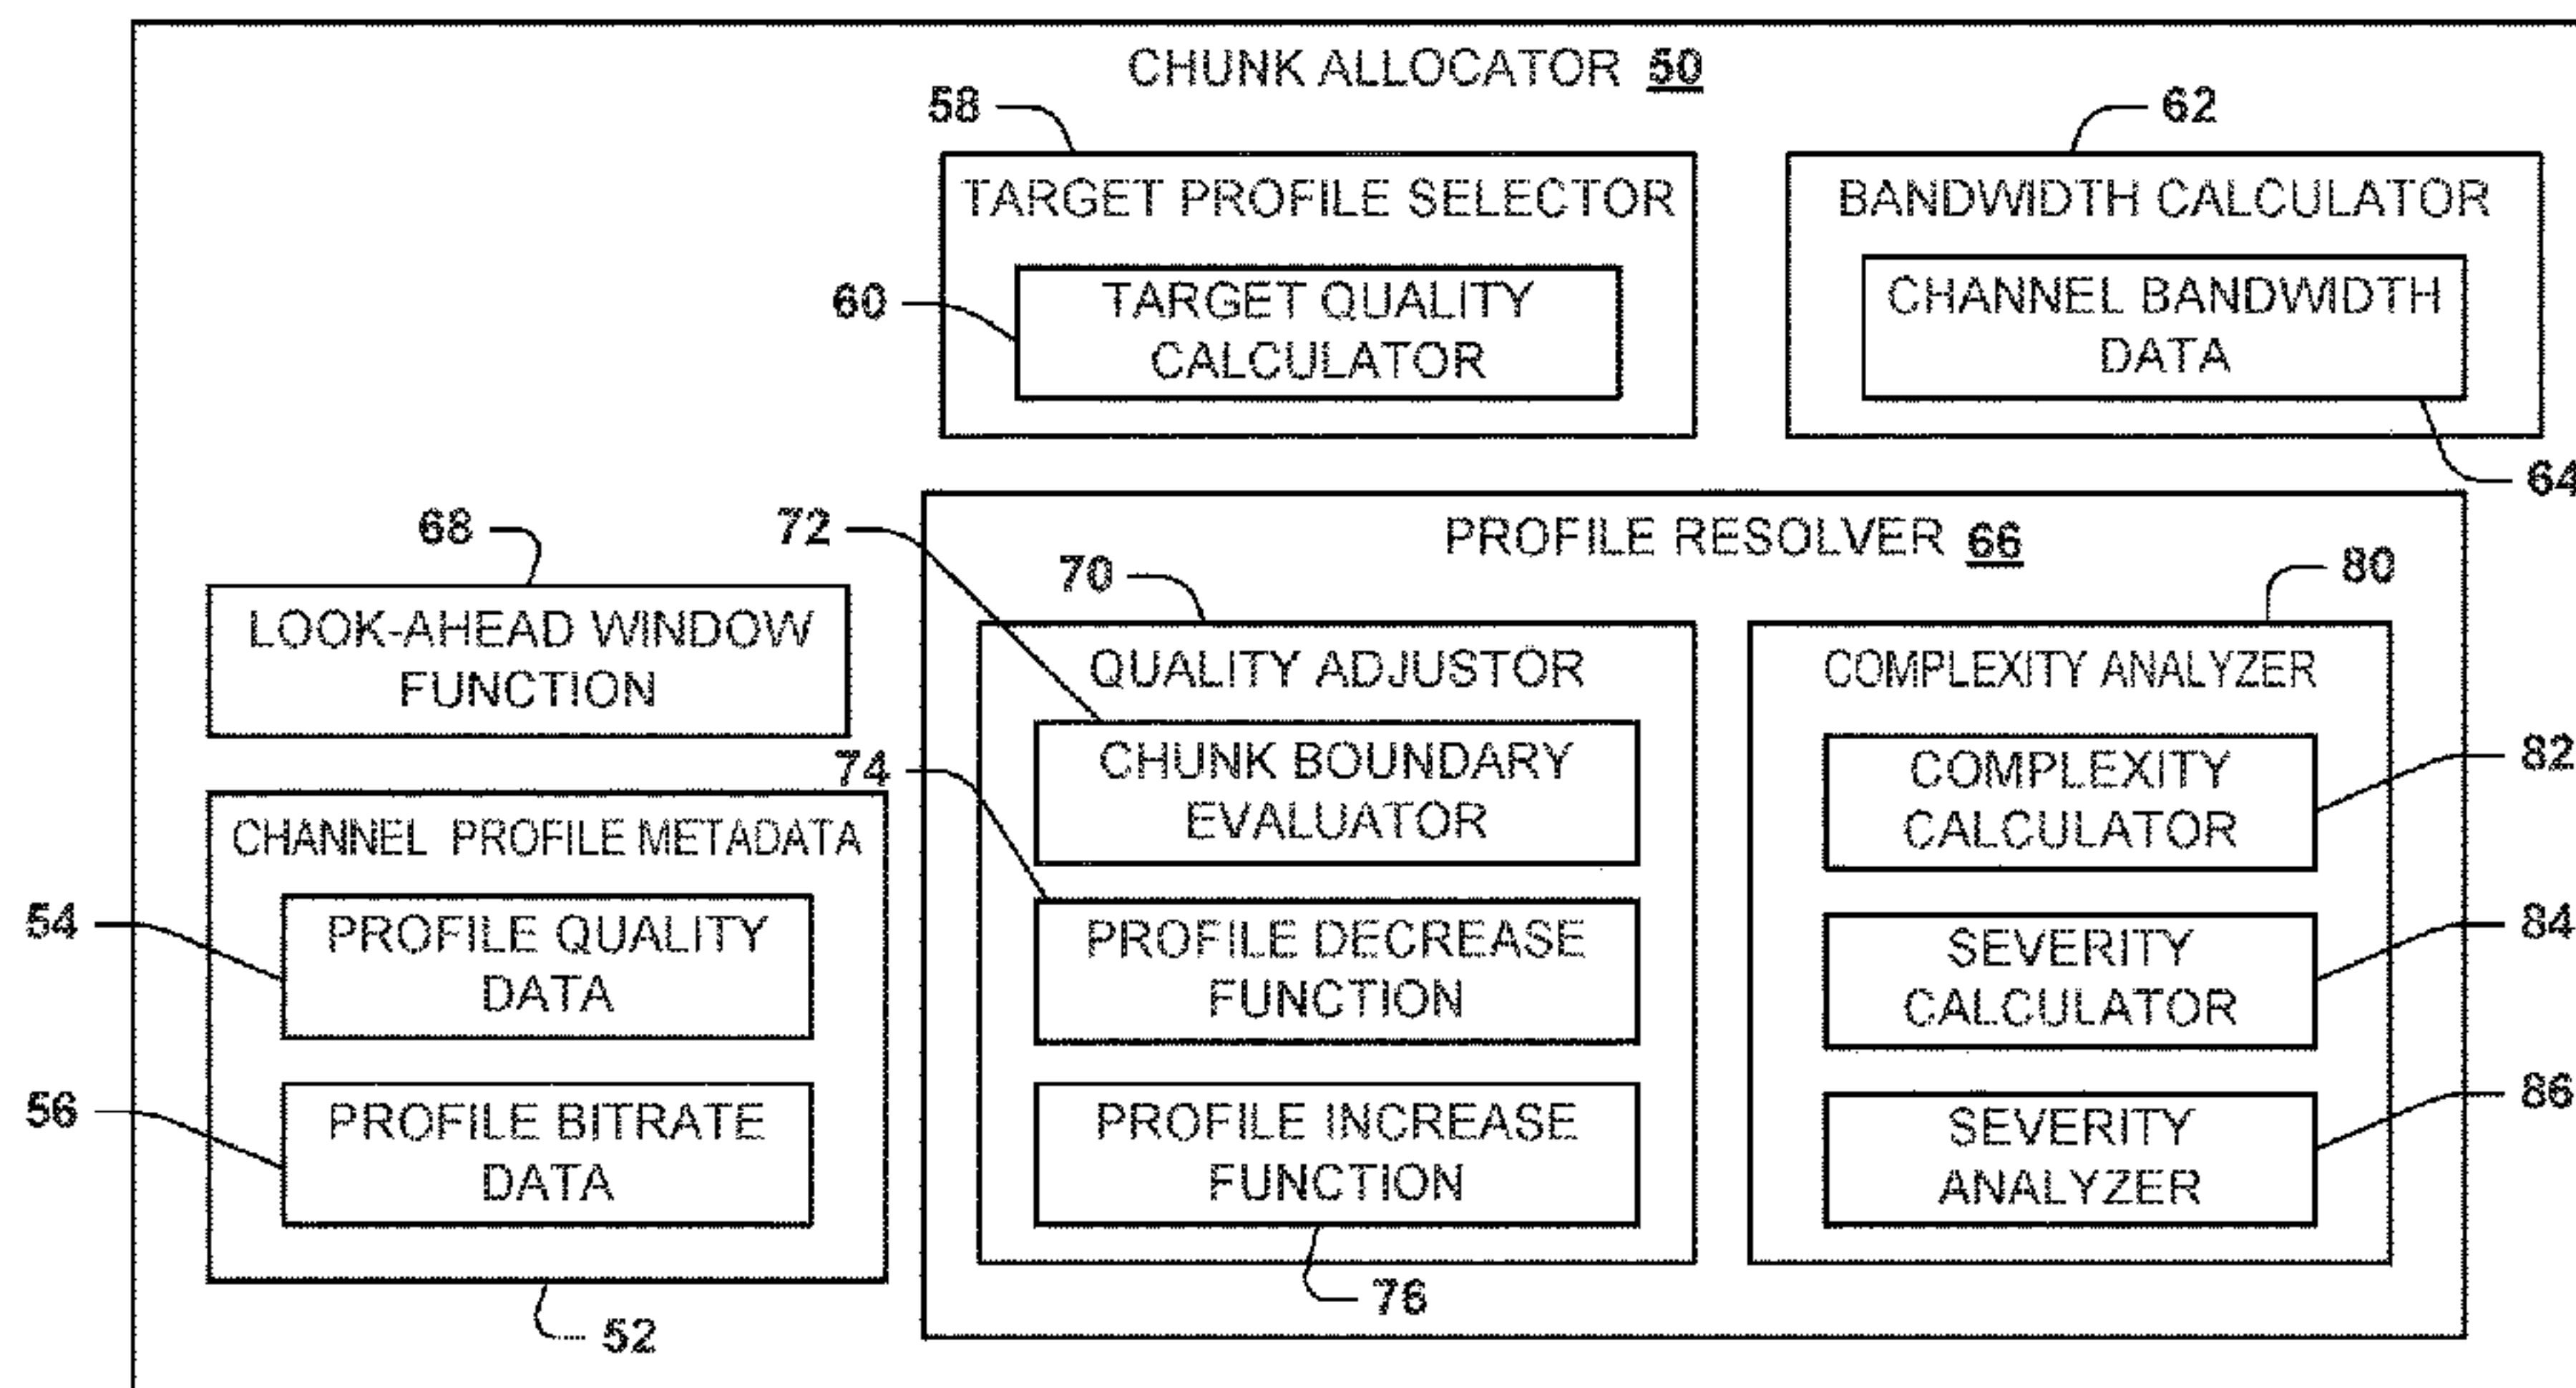 CHUNK ALLOCATOR 50
58
62
TARGET PROFILE SELECTOR
BANDWIDTH CALCULATOR
60
TARGET QUALITY
CALCULATOR
CHANNEL BANDWIDTH
DATA
64
68
72
PROFILE RESOLVER 66
70
80
LOOK-AHEAD WINDOW
FUNCTION
QUALITY ADJUSTOR
COMPLEXITY ANALYZER
74
CHUNK BOUNDARY
EVALUATOR
COMPLEXITY
CALCULATOR
82
CHANNEL PROFILE METADATA
54
PROFILE QUALITY
DATA
PROFILE DECREASE
FUNCTION
SEVERITY
CALCULATOR
84
56
PROFILE BITRATE
DATA
PROFILE INCREASE
FUNCTION
SEVERITY
ANALYZER
86
76
52